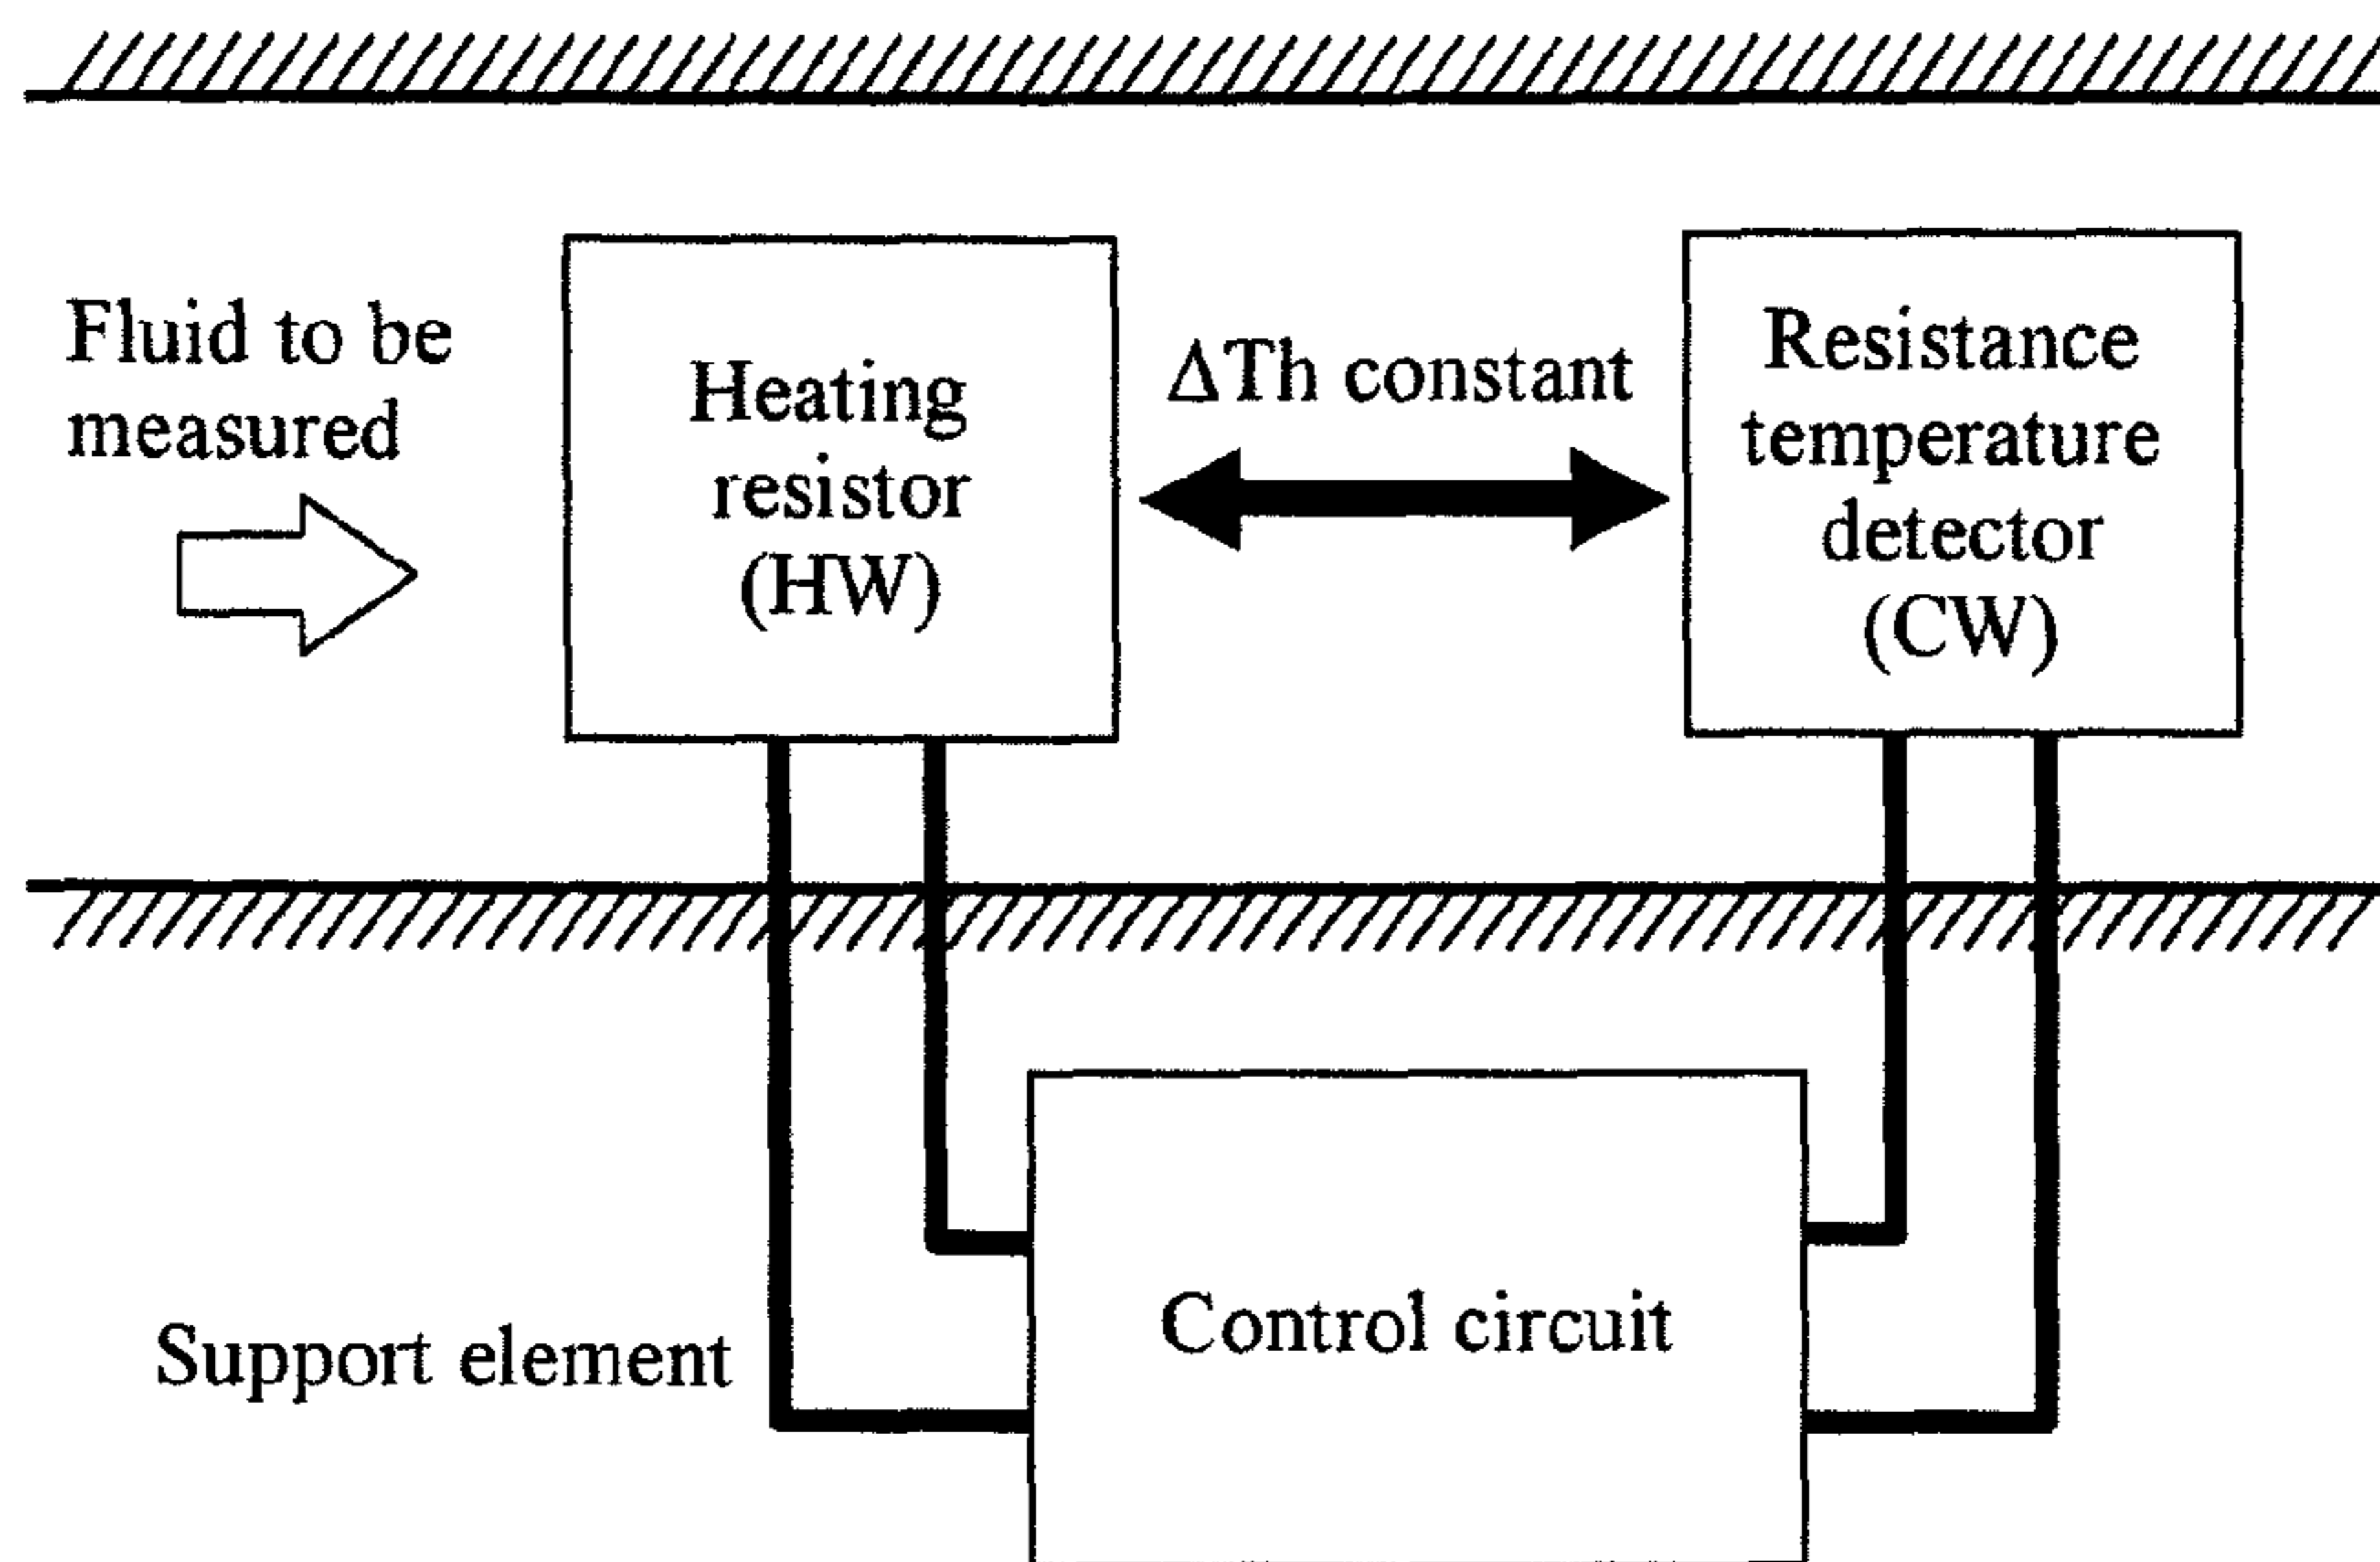 Fluid to be
measured
Heating
resistor
(HW)
ΔTh constant
Resistance
temperature
detector
(CW)
Support element
Control circuit